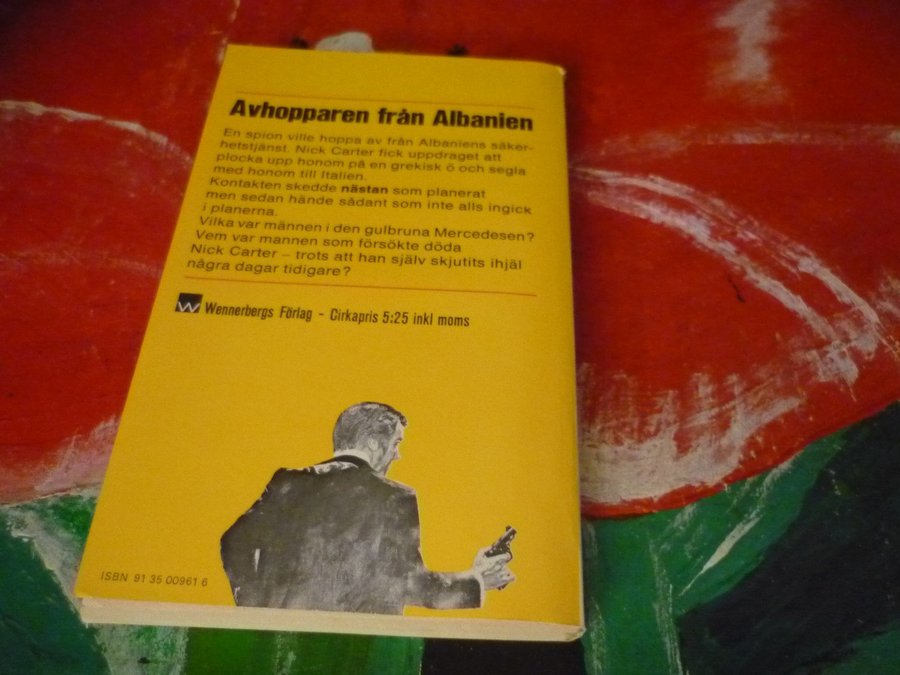 Avhopparen från Albanien
En spion ville hoppa av från Albaniens säker-
hetstjänst. Nick Carter fick uppdraget att
plocka upp honom på en grekisk ö och segla
med honom till Italien.
Kontakten skedde nästan som planerat
men sedan hände sådant som inte alls ingick
i planerna.
Vilka var männen i den gulbruna Mercedesen?
Vem var mannen som försökte döda
Nick Carter – trots att han själv skjutits ihjäl
några dagar tidigare?
W Wennerbergs Förlag - Cirkapris 5:25 inkl moms
ISBN 91 35 00961 6